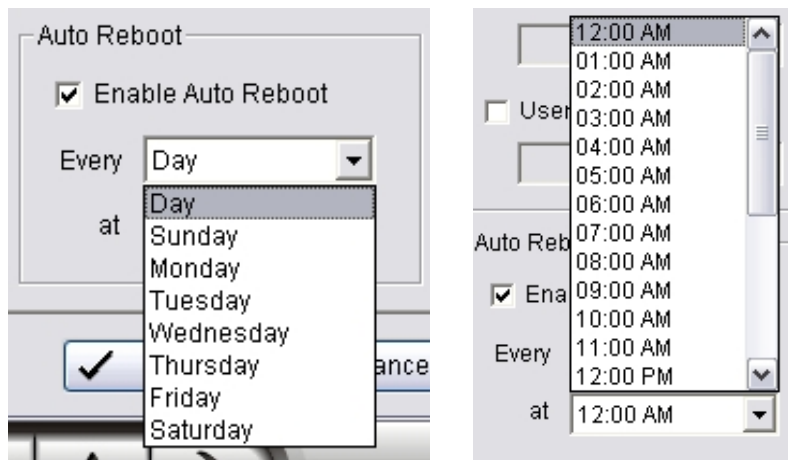 Auto Reboot
Enable Auto Reboot
Every Day
Day
at
Sunday
Monday
Tuesday
Wednesday
Thursday
Friday
Saturday
ance
12:00 AM
01:00 AM
02:00 AM
User
03:00 AM
04:00 AM
05:00 AM
06:00 AM
07:00 AM
Auto Reb
08:00 AM
Ena
09:00 AM
10:00 AM
11:00 AM
Every
12:00 PM
at 12:00 AM